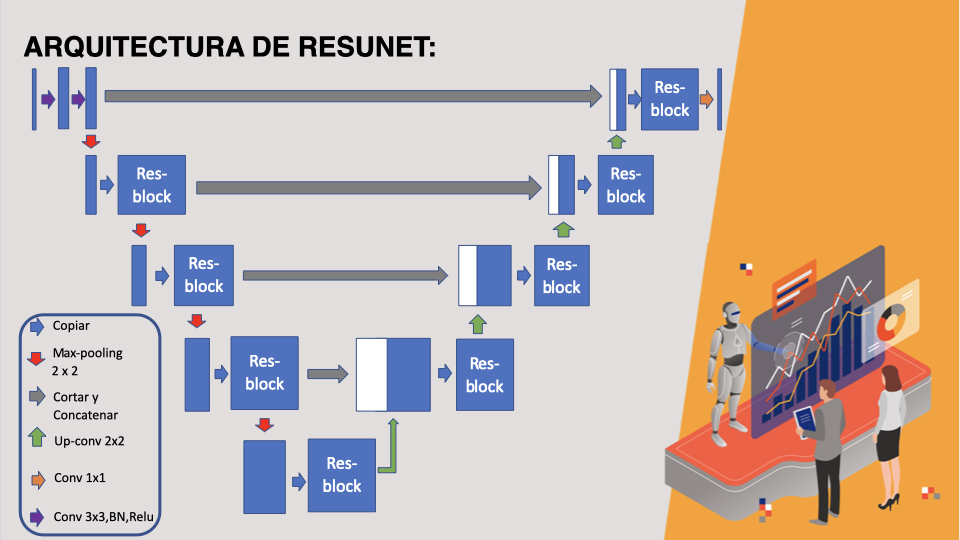 ARQUITECTURA DE RESUNET:
Res-
block
Res-
block
Res-
block
Res-
block
Res-
block
Res-
block
Res-
block
Res-
block
Res-
block
Copiar
Max-pooling
2 x 2
Cortar y
Concatenar
Up-conv 2x2
Conv 1x1
Conv 3x3,BN,Relu